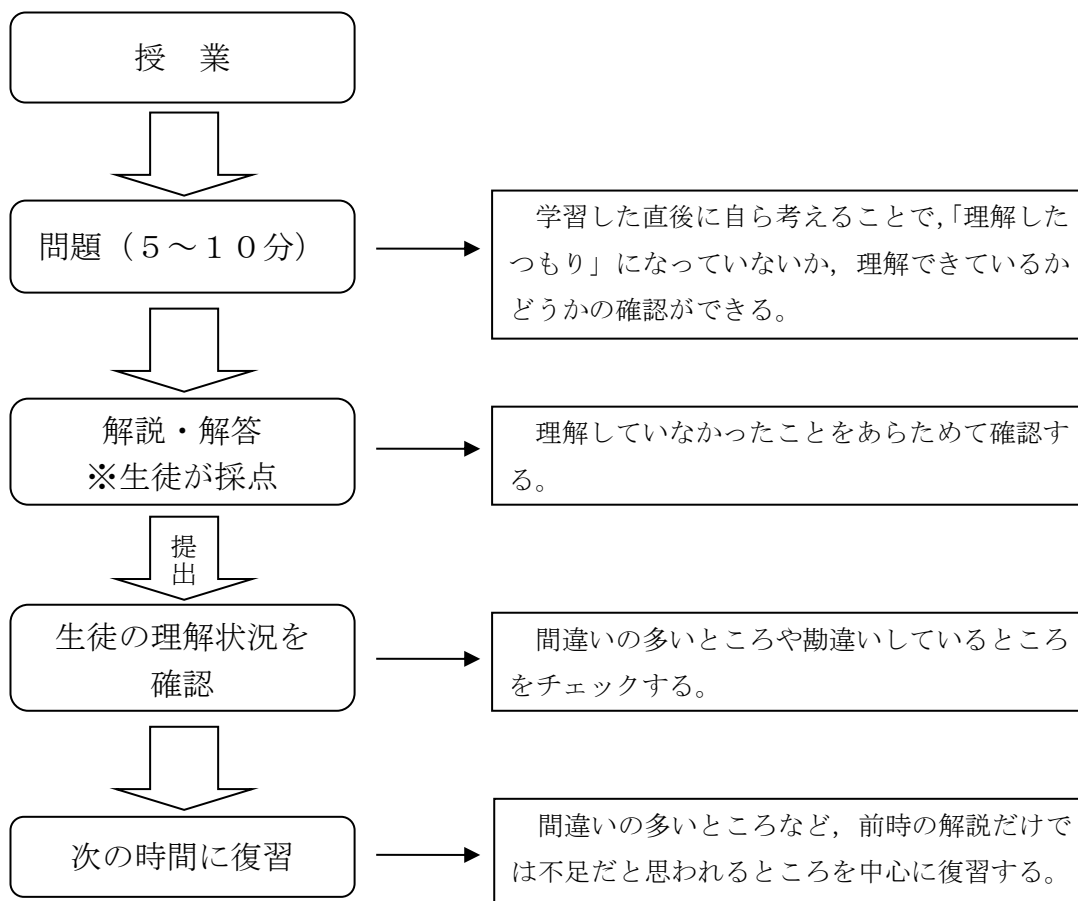 授　業
問題（５～１０分）
学習した直後に自ら考えることで，「理解した
つもり」になっていないか，理解できているか
どうかの確認ができる。
解説・解答
※生徒が採点
理解していなかったことをあらためて確認す
る。
提出
生徒の理解状況を
確認
間違いの多いところや勘違いしているところ
をチェックする。
次の時間に復習
間違いの多いところなど，前時の解説だけで
は不足だと思われるところを中心に復習する。